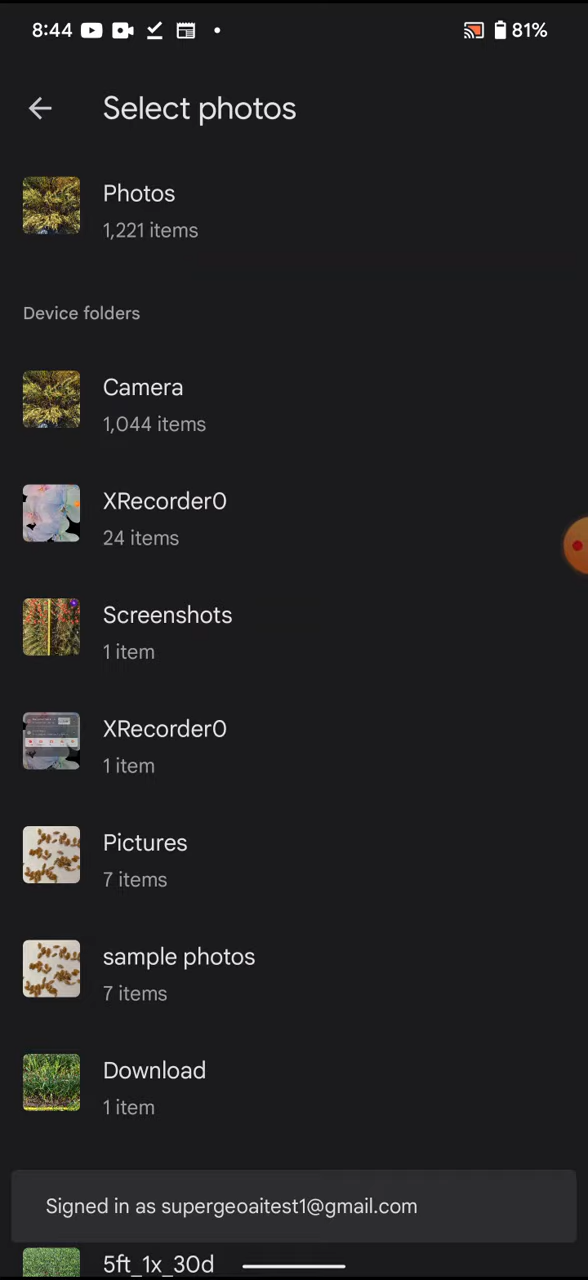 8:44
81%
Select photos
Photos
1,221 items
Device folders
Camera
1,044 items
XRecorder0
24 items
Screenshots
1 item
XRecorder0
1 item
Pictures
7 items
sample photos
7 items
Download
1 item
Signed in as supergeoaitest1@gmail.com
5ft_1x_30d